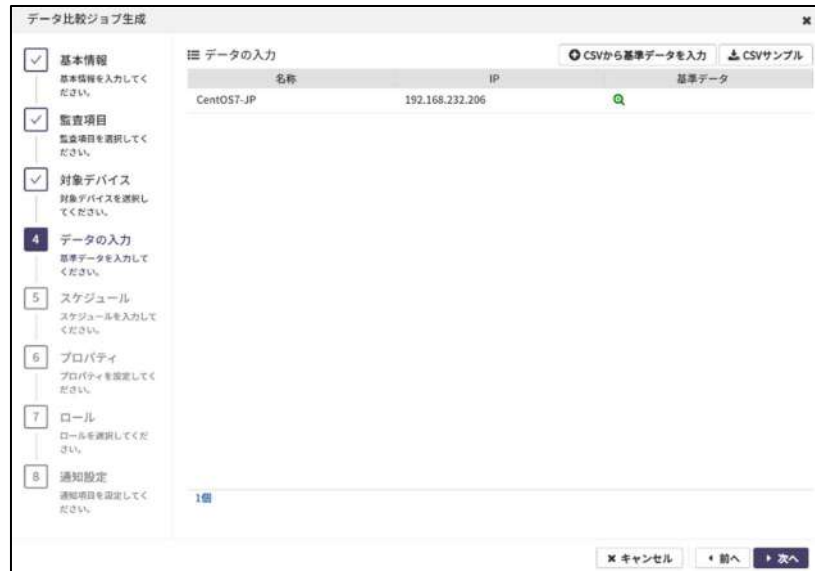 データ比較ジョブ生成
基本情報
基本情報を入力してく
ださい。
監査項目
監査項目を選択してく
ださい。
対象デバイス
対象デバイスを選択し
てください。
4 データの入力
基準データを入力して
ください。
5 スケジュール
スケジュールを入力して
ください。
6 プロパティ
プロパティを設定してく
ださい。
7 ロール
ロールを選択してくだ
さい。
8 通知設定
通知項目を設定してく
ださい。
データの入力
CSVから基準データを入力 CSVサンプル
名称 IP 基準データ
CentOS7-JP 192.168.232.206
1個
キャンセル 前へ 次へ